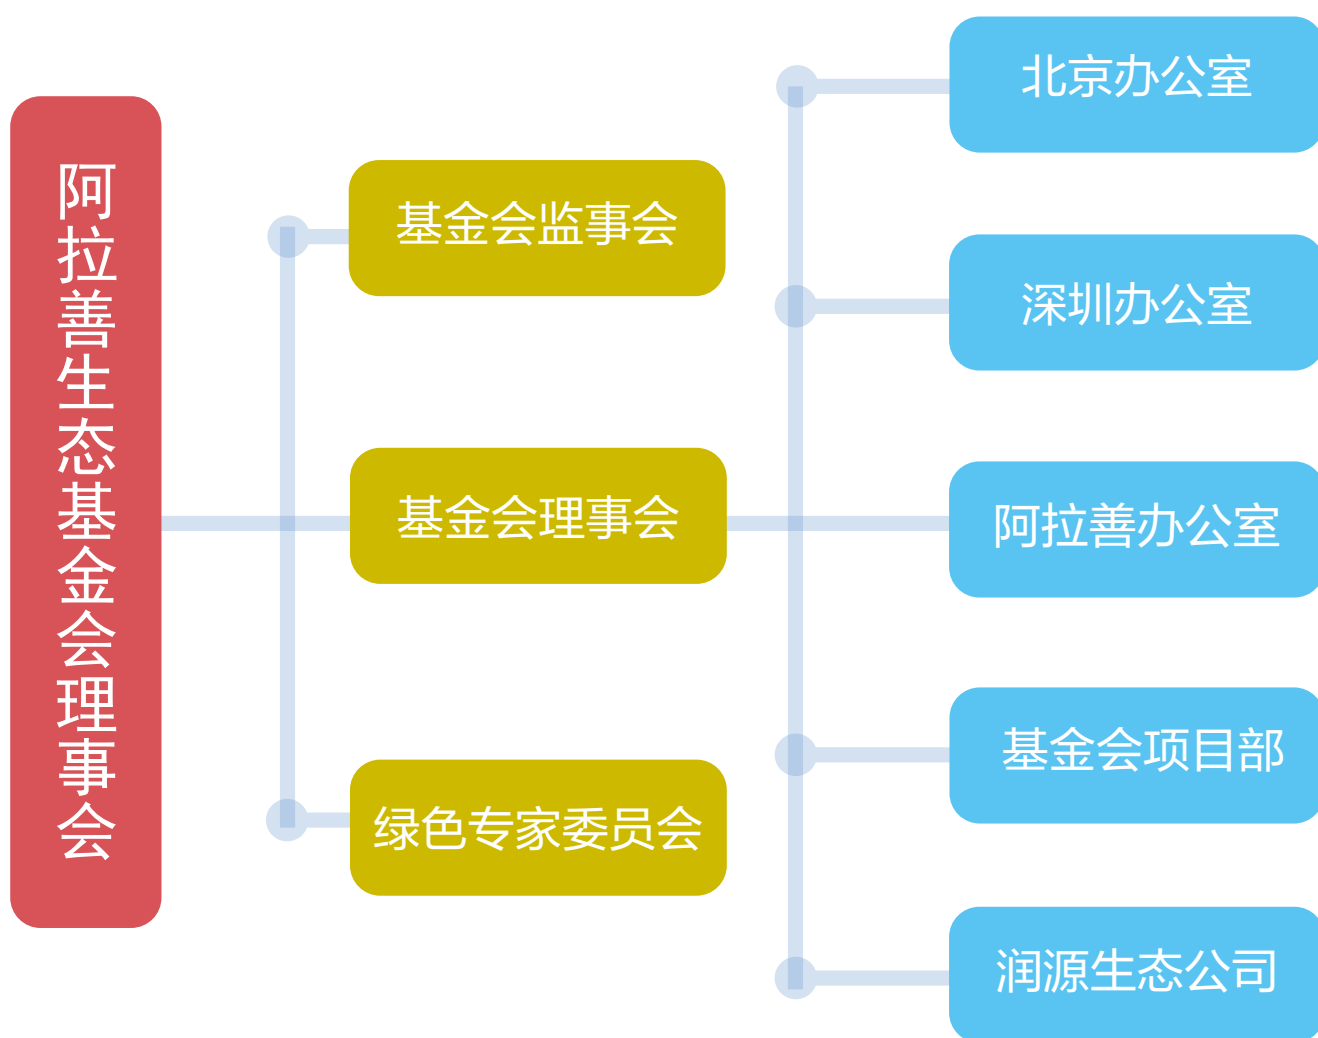 阿拉善生态基金会理事会
基金会监事会
基金会理事会
绿色专家委员会
北京办公室
深圳办公室
阿拉善办公室
基金会项目部
润源生态公司